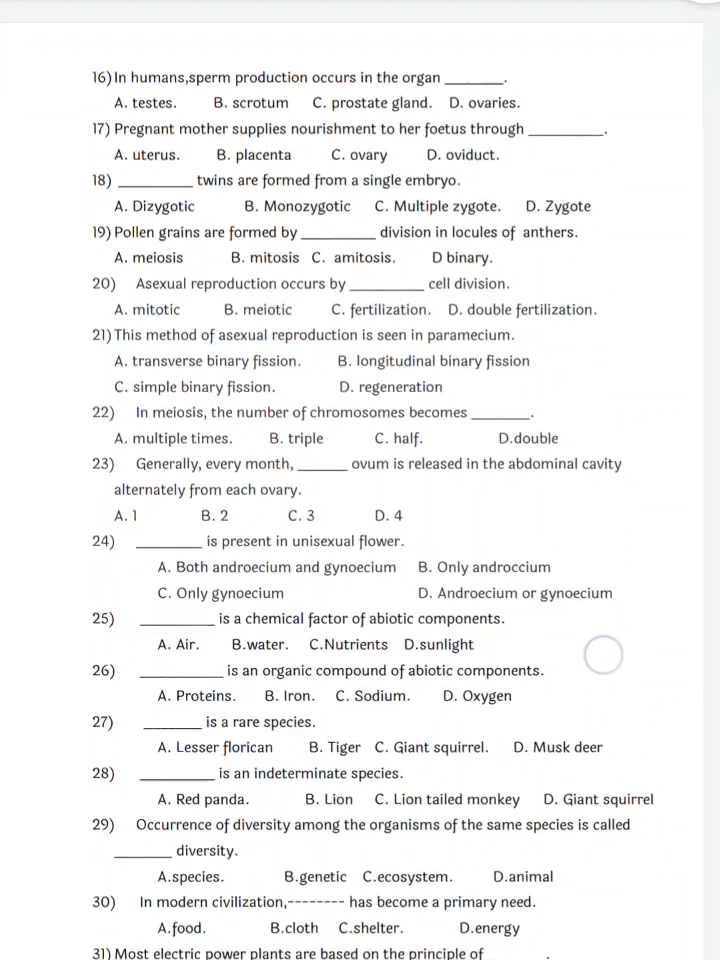 16) In humans,sperm production occurs in the organ ________.
A. testes. B. scrotum C. prostate gland. D. ovaries.
17) Pregnant mother supplies nourishment to her foetus through __________.
A. uterus. B. placenta C. ovary D. oviduct.
18) __________ twins are formed from a single embryo.
A. Dizygotic B. Monozygotic C. Multiple zygote. D. Zygote
19) Pollen grains are formed by __________ division in locules of anthers.
A. meiosis B. mitosis C. amitosis. D binary.
20) Asexual reproduction occurs by __________ cell division.
A. mitotic B. meiotic C. fertilization. D. double fertilization.
21) This method of asexual reproduction is seen in paramecium.
A. transverse binary fission. B. longitudinal binary fission
C. simple binary fission. D. regeneration
22) In meiosis, the number of chromosomes becomes ________.
A. multiple times. B. triple C. half. D.double
23) Generally, every month, ______ ovum is released in the abdominal cavity
alternately from each ovary.
A. 1 B. 2 C. 3 D. 4
24) _________ is present in unisexual flower.
A. Both androecium and gynoecium B. Only androccium
C. Only gynoecium D. Androecium or gynoecium
25) __________ is a chemical factor of abiotic components.
A. Air. B.water. C.Nutrients D.sunlight
26) ___________ is an organic compound of abiotic components.
A. Proteins. B. Iron. C. Sodium. D. Oxygen
27) ________ is a rare species.
A. Lesser florican B. Tiger C. Giant squirrel. D. Musk deer
28) __________ is an indeterminate species.
A. Red panda. B. Lion C. Lion tailed monkey D. Giant squirrel
29) Occurrence of diversity among the organisms of the same species is called
________ diversity.
A.species. B.genetic C.ecosystem. D.animal
30) In modern civilization,-------- has become a primary need.
A.food. B.cloth C.shelter. D.energy
31) Most electric power plants are based on the principle of ________.